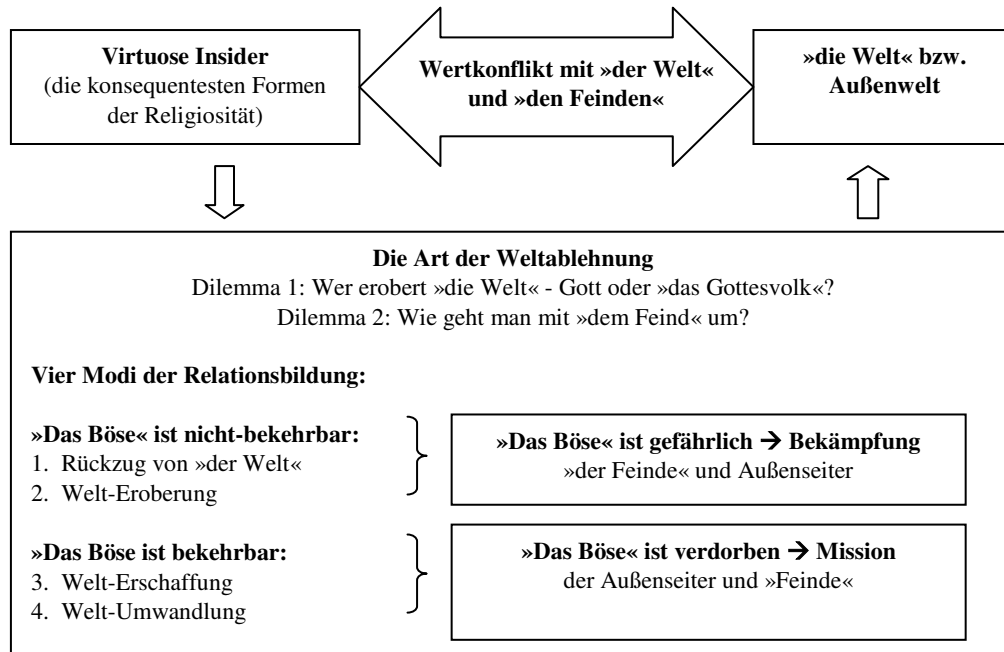 Virtuose Insider
(die konsequentesten Formen
der Religiosität)
Wertkonflikt mit »der Welt«
und »den Feinden«
»die Welt« bzw.
Außenwelt
Die Art der Weltablehnung
Dilemma 1: Wer erobert »die Welt« - Gott oder »das Gottesvolk«?
Dilemma 2: Wie geht man mit »dem Feind« um?
Vier Modi der Relationsbildung:
»Das Böse« ist nicht-bekehrbar:
1. Rückzug von »der Welt«
2. Welt-Eroberung
»Das Böse« ist gefährlich → Bekämpfung
»der Feinde« und Außenseiter
»Das Böse ist bekehrbar:
3. Welt-Erschaffung
4. Welt-Umwandlung
»Das Böse« ist verdorben → Mission
der Außenseiter und »Feinde«